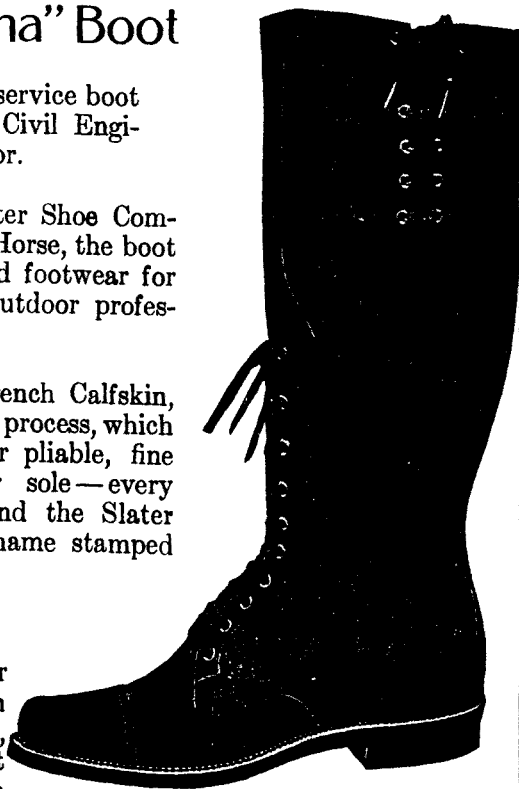 na” Boot
service boot
Civil Engi-
or.
ter Shoe Com-
Horse, the boot
d footwear for
utdoor profes-
ench Calfskin,
process, which
r pliable, fine
sole—every
nd the Slater
name stamped
r